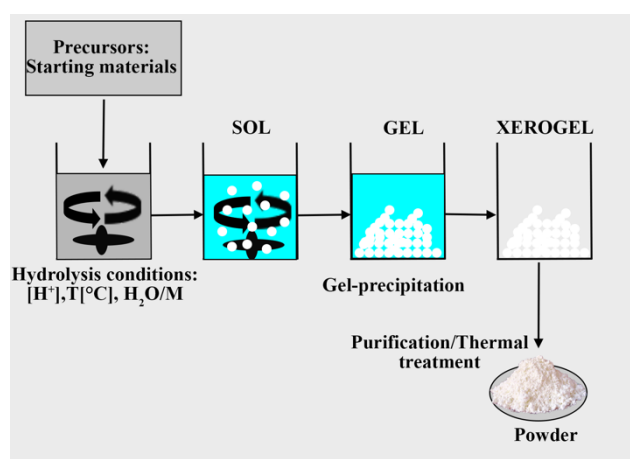 Precursors:
Starting materials
SOL
GEL
XEROGEL
Hydrolysis conditions:
[H⁺],T[°C], H₂O/M
Gel-precipitation
Purification/Thermal
treatment
Powder